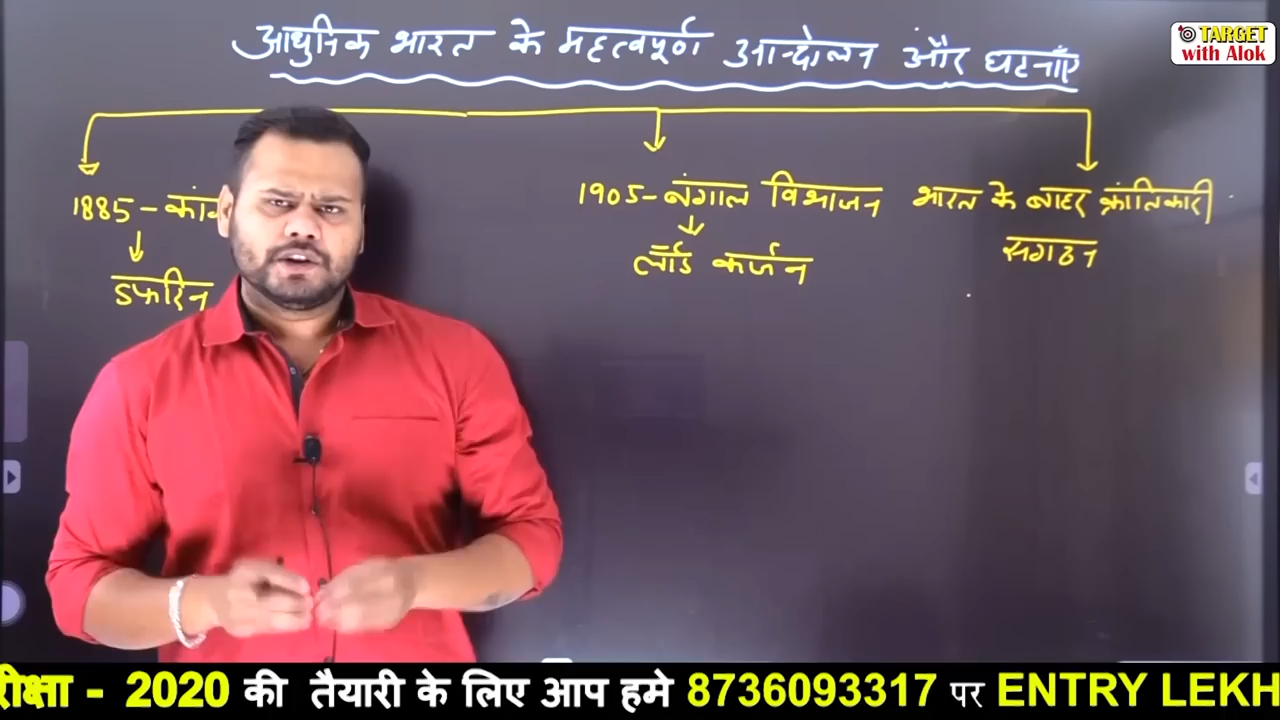 TARGET
with Alok
आधुनिक भारत के महत्वपूर्ण आन्दोलन और घटनाएँ
1885 -
डफरिन
1905 - बंगाल विभाजन
लॉर्ड कर्जन
भारत के बाहर क्रांतिकारी
सगठन
- 2020 की तैयारी के लिए आप हमे 8736093317 पर ENTRY